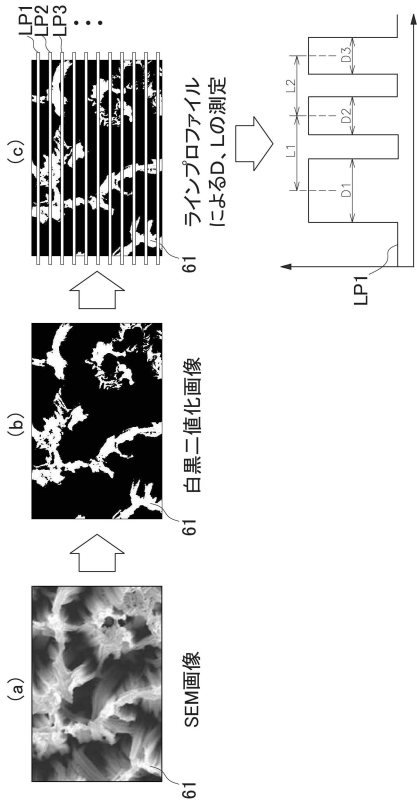 (a)
SEM画像
61
(b)
白黒二値化画像
61
(c)
LP1
LP2
LP3
・・・
61
ラインプロファイル
によるD、Lの測定
L1
L2
D1
D2
D3
LP1